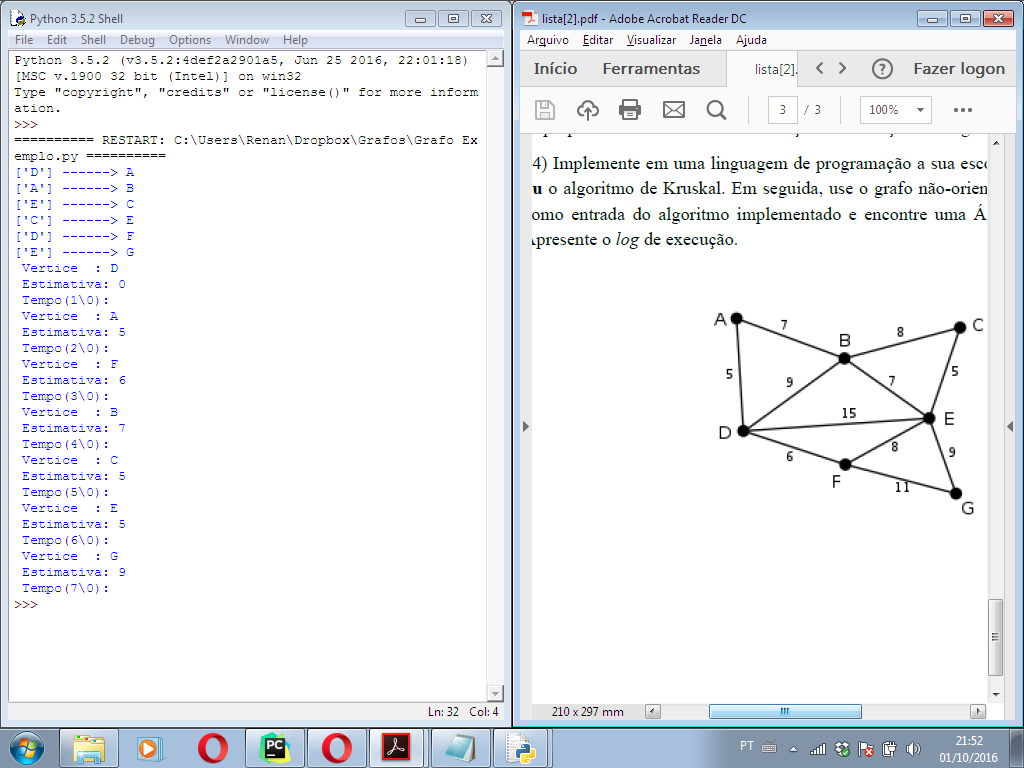 Python 3.5.2 Shell
File Edit Shell Debug Options Window Help
Python 3.5.2 (v3.5.2:4def2a2901a5, Jun 25 2016, 22:01:18)
[MSC v.1900 32 bit (Intel)] on win32
Type "copyright", "credits" or "license()" for more inform
ation.
>>>
========== RESTART: C:\Users\Renan\Dropbox\Grafos\Grafo Ex
emplo.py ==========
['D'] ------> A
['A'] ------> B
['E'] ------> C
['C'] ------> E
['D'] ------> F
['E'] ------> G
Vertice : D
Estimativa: 0
Tempo(1\0):
Vertice : A
Estimativa: 5
Tempo(2\0):
Vertice : F
Estimativa: 6
Tempo(3\0):
Vertice : B
Estimativa: 7
Tempo(4\0):
Vertice : C
Estimativa: 5
Tempo(5\0):
Vertice : E
Estimativa: 5
Tempo(6\0):
Vertice : G
Estimativa: 9
Tempo(7\0):
>>>
Ln: 32 Col: 4
lista[2].pdf - Adobe Acrobat Reader DC
Arquivo Editar Visualizar Janela Ajuda
Início Ferramentas lista[2]. Fazer logon
3 / 3 100%
4) Implemente em uma linguagem de programação a sua esc
u o algoritmo de Kruskal. Em seguida, use o grafo não-orien
omo entrada do algoritmo implementado e encontre uma Á
Apresente o log de execução.
A 7 B 8 C
5 9 7 5
D 15 E
6 8 9
F 11 G
210 x 297 mm
PC
PT
21:52
01/10/2016